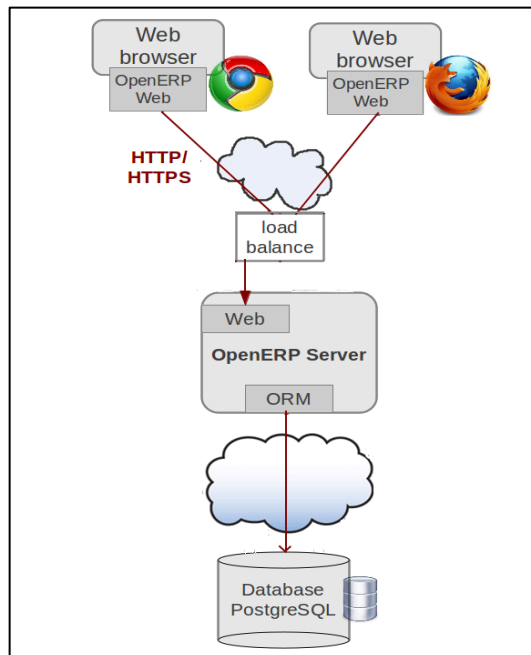 Web
browser
OpenERP
Web
Web
browser
OpenERP
Web
HTTP/
HTTPS
load
balance
Web
OpenERP Server
ORM
Database
PostgreSQL